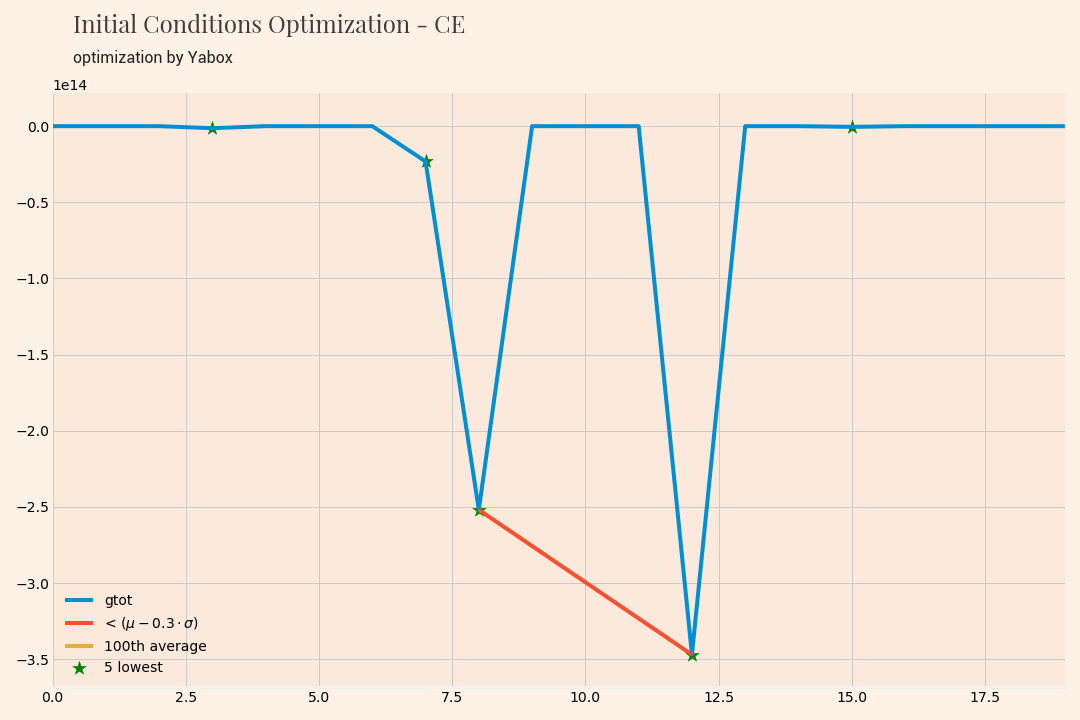 Initial Conditions Optimization - CE
optimization by Yabox
1e14
0.0
−0.5
−1.0
−1.5
−2.0
−2.5
−3.0
−3.5
gtot
< (μ − 0.3 · σ)
100th average
5 lowest
0.0 2.5 5.0 7.5 10.0 12.5 15.0 17.5